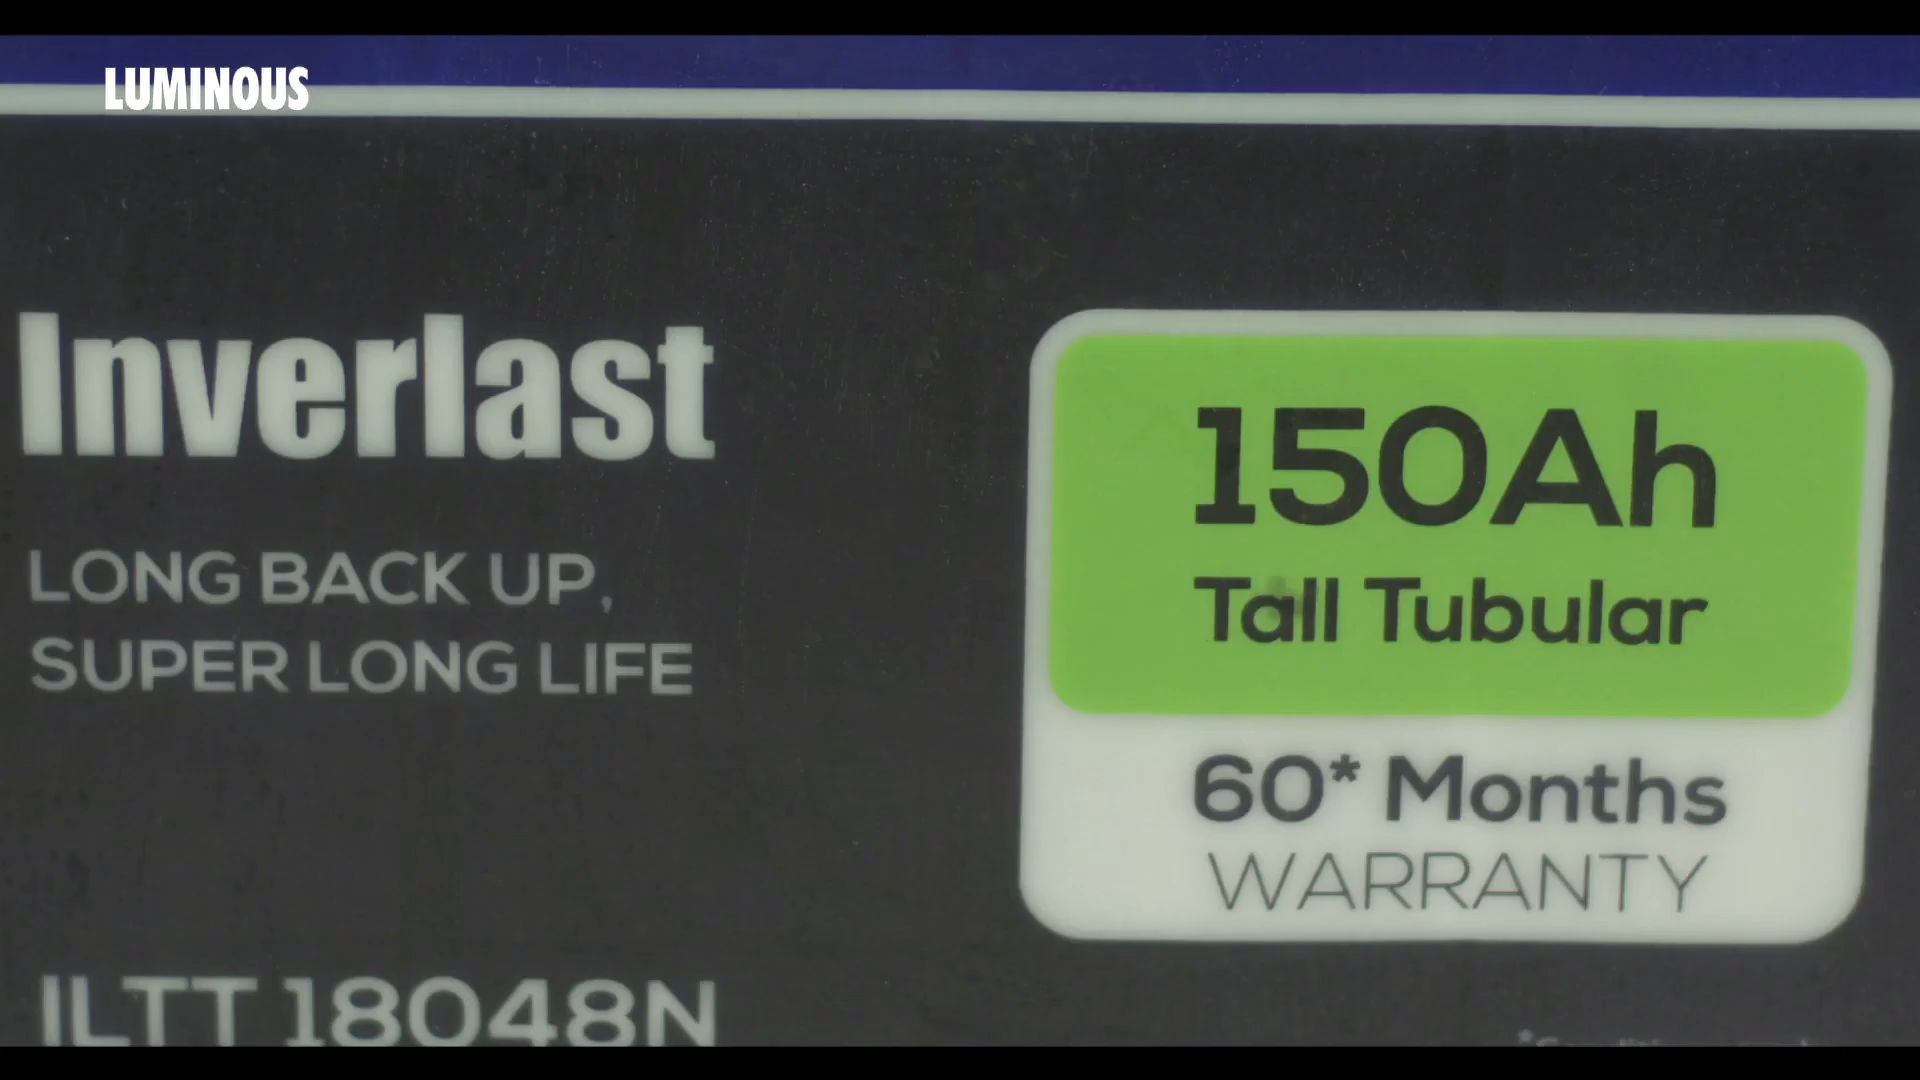 LUMINOUS
Inverlast
LONG BACK UP,
SUPER LONG LIFE
ILTT 18048N
150Ah
Tall Tubular
60* Months
WARRANTY